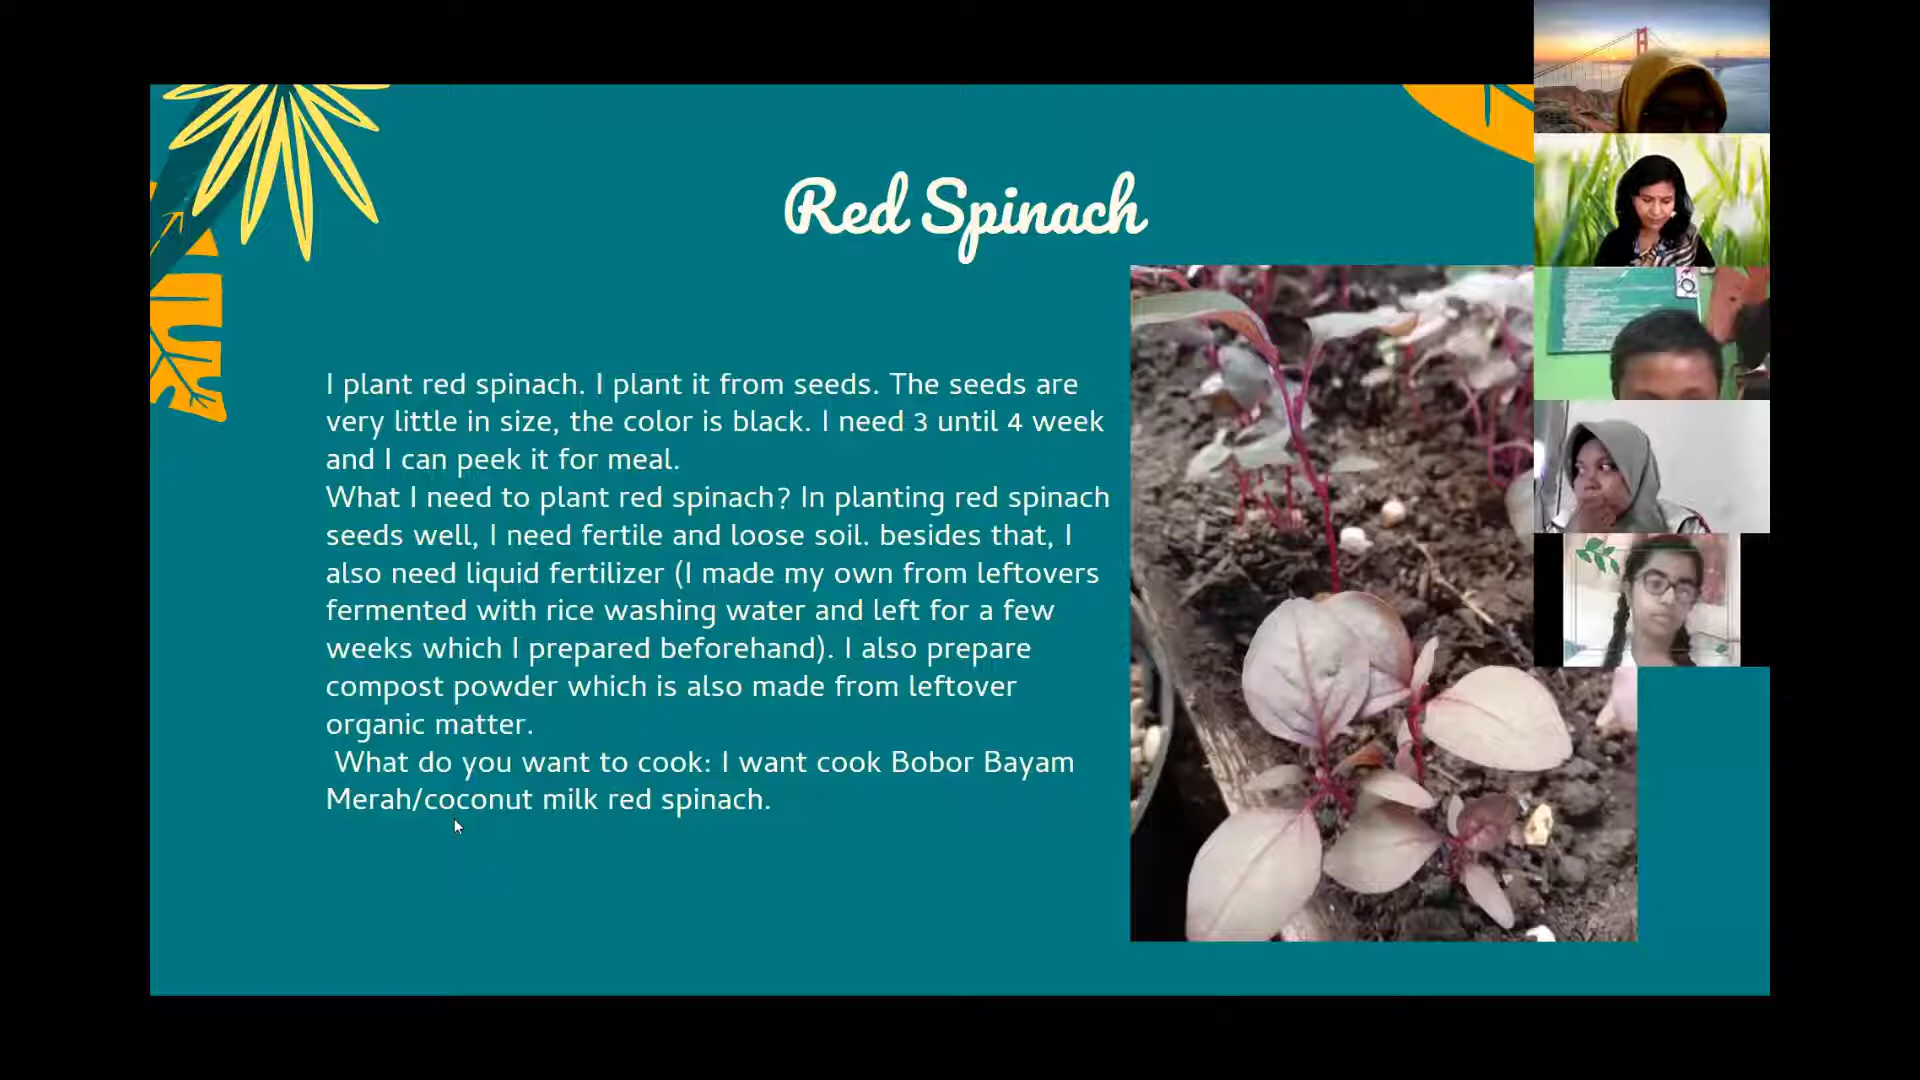 Red Spinach
I plant red spinach. I plant it from seeds. The seeds are
very little in size, the color is black. I need 3 until 4 week
and I can peek it for meal.
What I need to plant red spinach? In planting red spinach
seeds well, I need fertile and loose soil. besides that, I
also need liquid fertilizer (I made my own from leftovers
fermented with rice washing water and left for a few
weeks which I prepared beforehand). I also prepare
compost powder which is also made from leftover
organic matter.
What do you want to cook: I want cook Bobor Bayam
Merah/coconut milk red spinach.